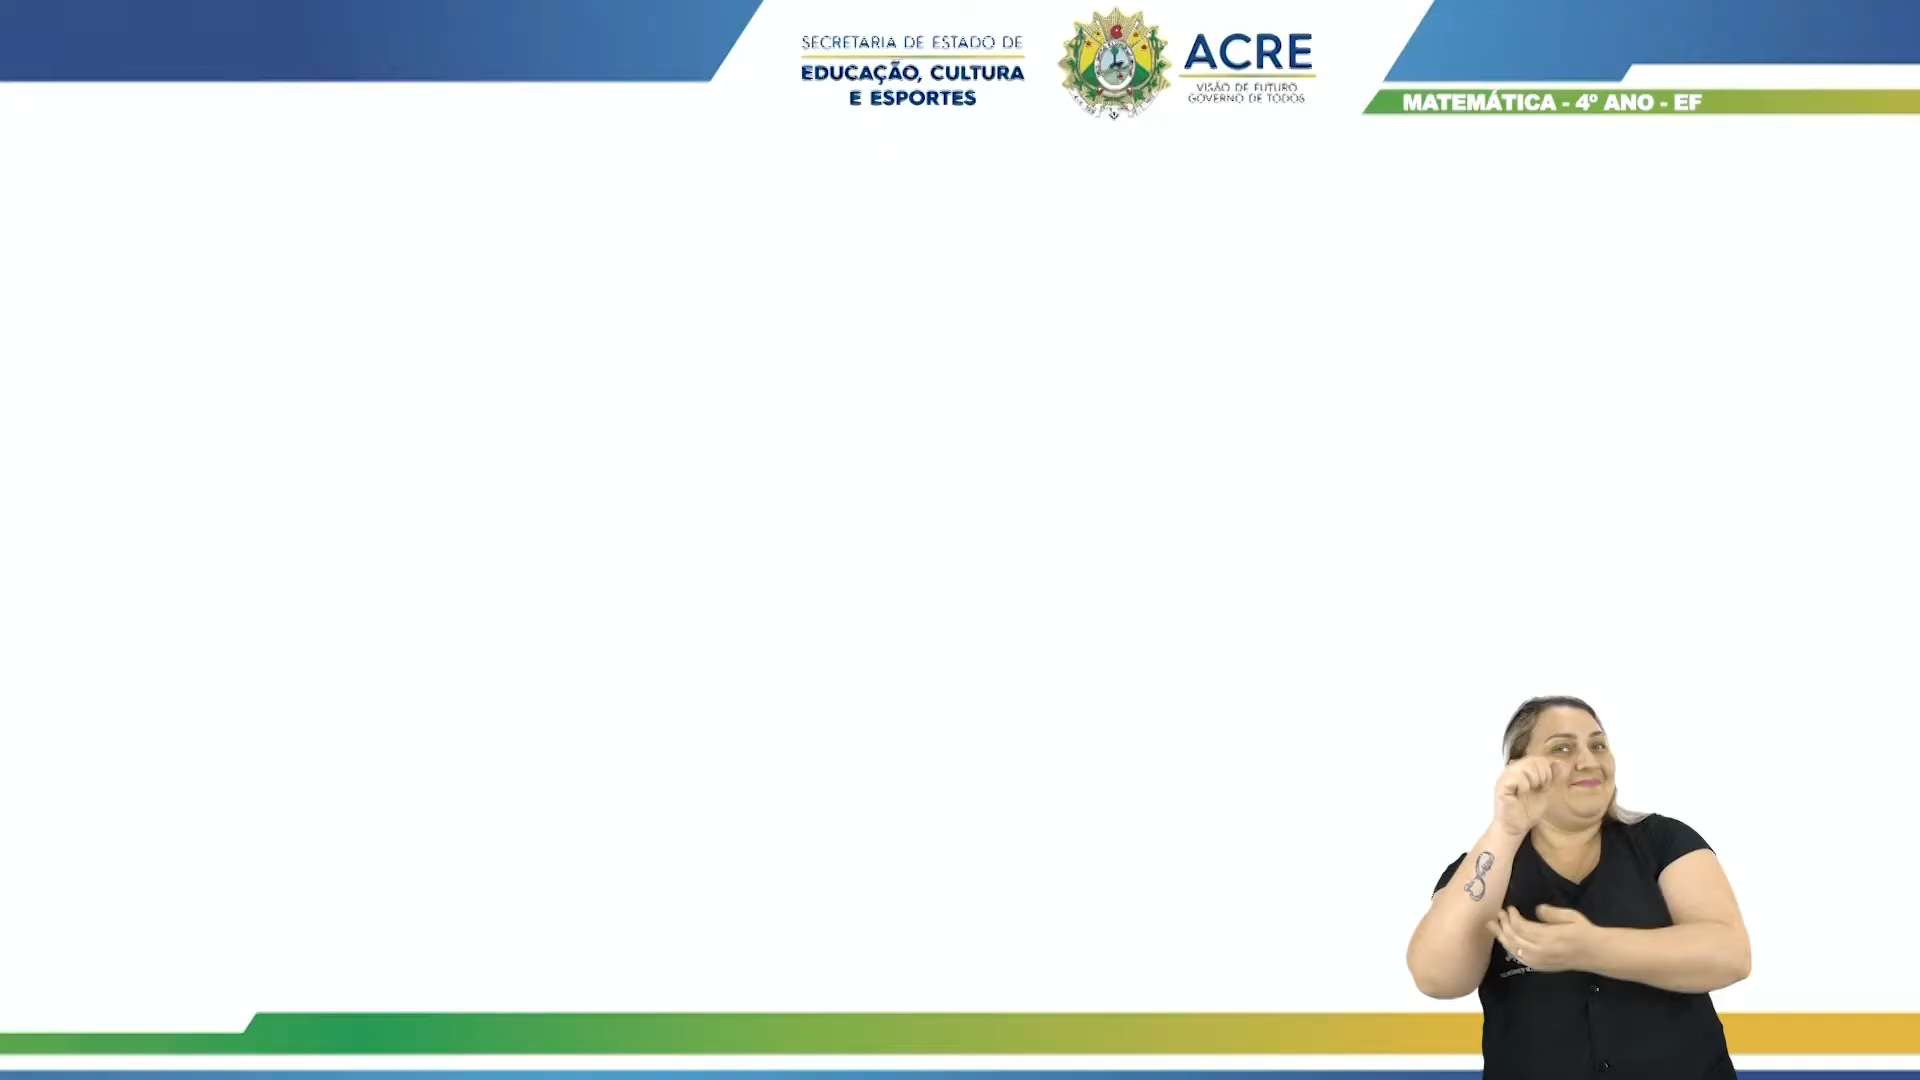 SECRETARIA DE ESTADO DE
EDUCAÇÃO, CULTURA
E ESPORTES
ACRE
VISÃO DE FUTURO
GOVERNO DE TODOS
MATEMÁTICA - 4º ANO - EF